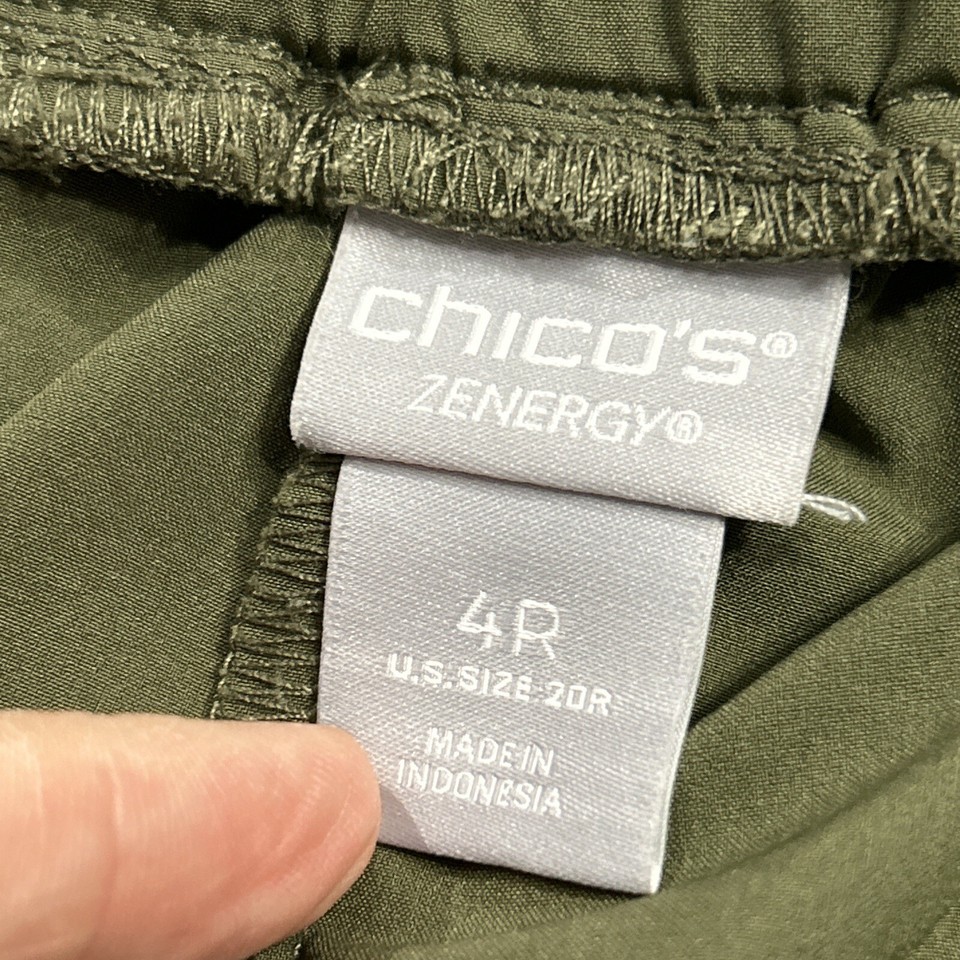 chico's®
ZENERGY®
4R
U.S.SIZE 20R
MADE IN
INDONESIA